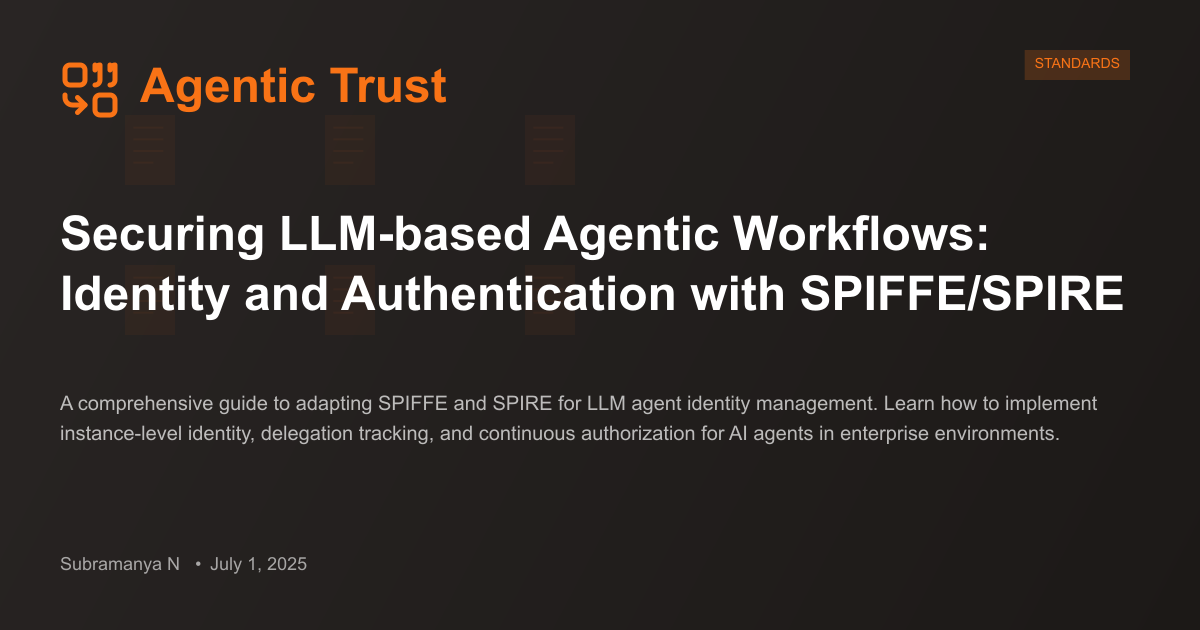 Agentic Trust
STANDARDS
Securing LLM-based Agentic Workflows:
Identity and Authentication with SPIFFE/SPIRE
A comprehensive guide to adapting SPIFFE and SPIRE for LLM agent identity management. Learn how to implement
instance-level identity, delegation tracking, and continuous authorization for AI agents in enterprise environments.
Subramanya N • July 1, 2025